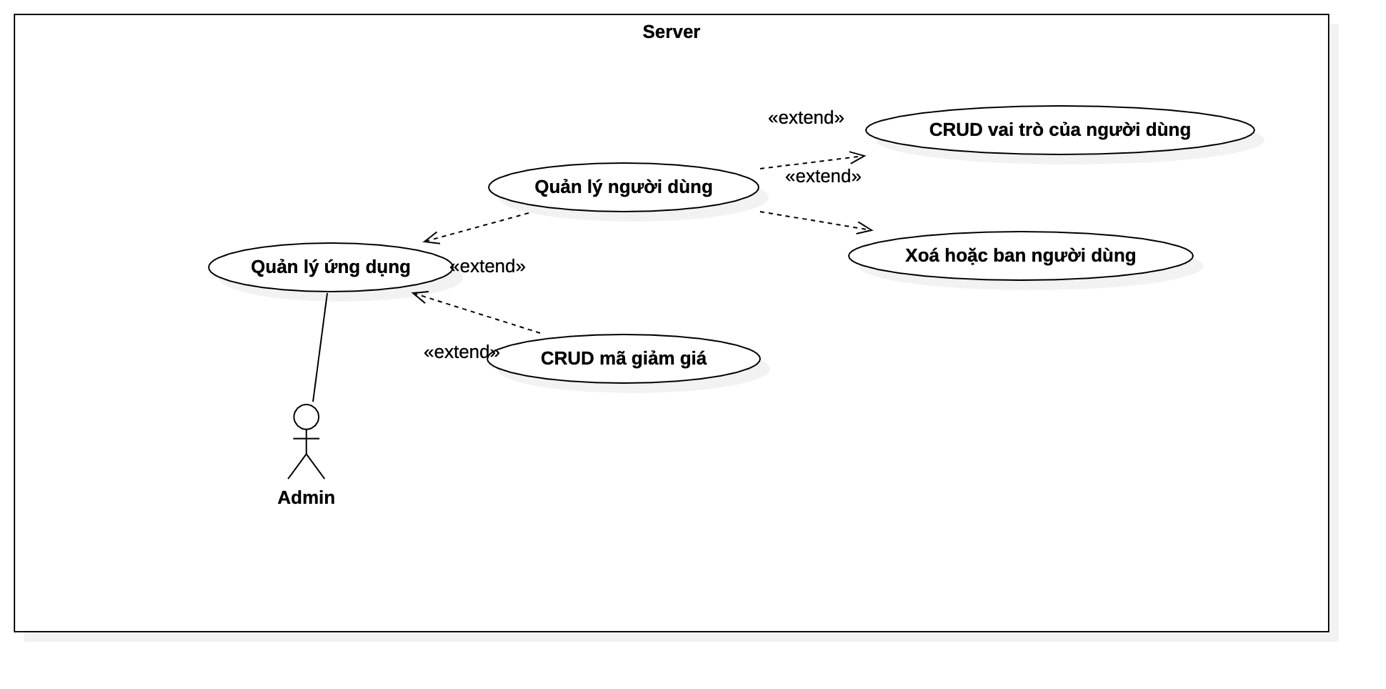 Server
«extend»
CRUD vai trò của người dùng
«extend»
Quản lý người dùng
Xoá hoặc ban người dùng
Quản lý ứng dụng
«extend»
«extend»
CRUD mã giảm giá
Admin